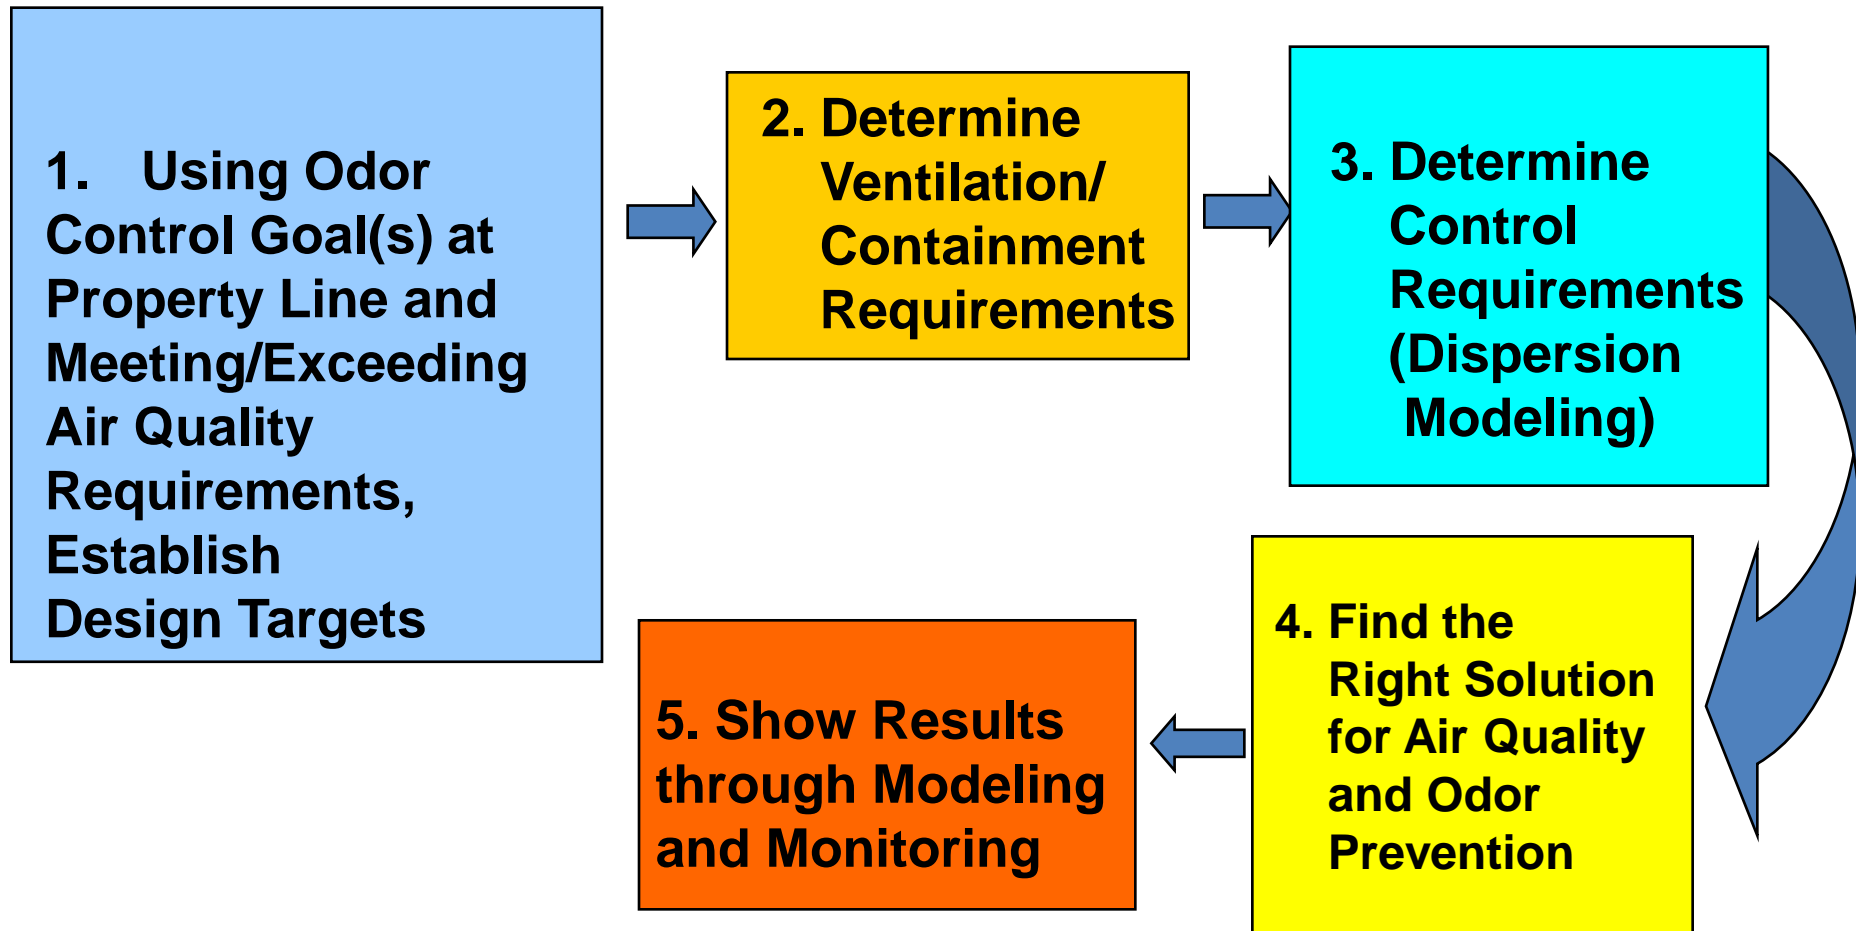 1. Using Odor
Control Goal(s) at
Property Line and
Meeting/Exceeding
Air Quality
Requirements,
Establish
Design Targets
2. Determine
Ventilation/
Containment
Requirements
3. Determine
Control
Requirements
(Dispersion
Modeling)
4. Find the
Right Solution
for Air Quality
and Odor
Prevention
5. Show Results
through Modeling
and Monitoring